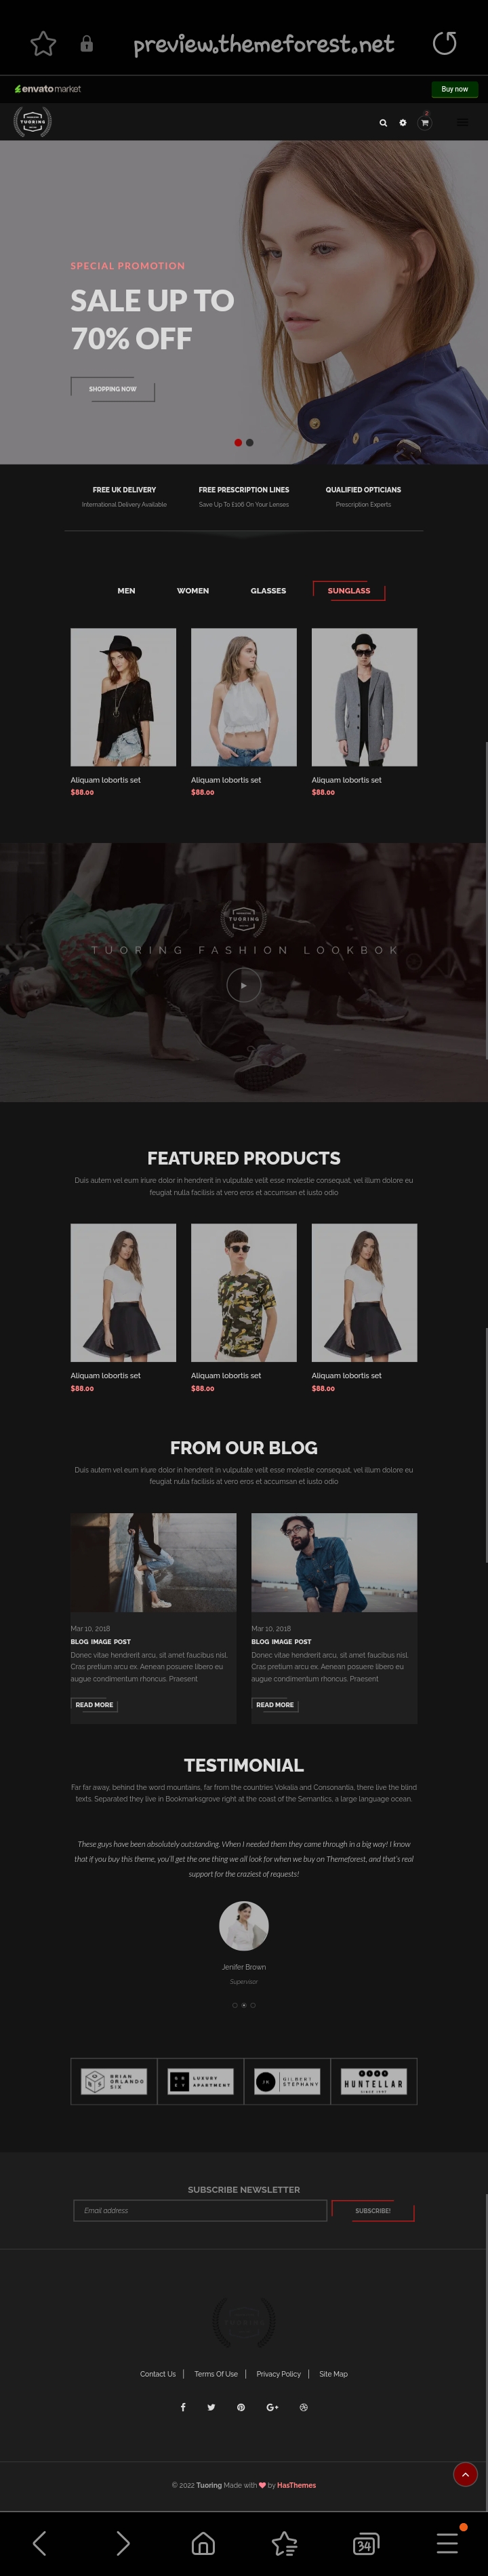 preview.themeforest.net
envato market
Buy now
TUORING
2
SPECIAL PROMOTION
SALE UP TO
70% OFF
SHOPPING NOW
FREE UK DELIVERY
International Delivery Available
FREE PRESCRIPTION LINES
Save Up To £106 On Your Lenses
QUALIFIED OPTICIANS
Prescription Experts
MEN WOMEN GLASSES SUNGLASS
Aliquam lobortis set Aliquam lobortis set Aliquam lobortis set
$88.00 $88.00 $88.00
TUORING FASHION LOOKBOK
FEATURED PRODUCTS
Duis autem vel eum iriure dolor in hendrerit in vulputate velit esse molestie consequat, vel illum dolore eu
feugiat nulla facilisis at vero eros et accumsan et iusto odio
Aliquam lobortis set Aliquam lobortis set Aliquam lobortis set
$88.00 $88.00 $88.00
FROM OUR BLOG
Duis autem vel eum iriure dolor in hendrerit in vulputate velit esse molestie consequat, vel illum dolore eu
feugiat nulla facilisis at vero eros et accumsan et iusto odio
Mar 10, 2018
BLOG IMAGE POST
Donec vitae hendrerit arcu, sit amet faucibus nisl.
Cras pretium arcu ex. Aenean posuere libero eu
augue condimentum rhoncus. Praesent
READ MORE
Mar 10, 2018
BLOG IMAGE POST
Donec vitae hendrerit arcu, sit amet faucibus nisl.
Cras pretium arcu ex. Aenean posuere libero eu
augue condimentum rhoncus. Praesent
READ MORE
TESTIMONIAL
Far far away, behind the word mountains, far from the countries Vokalia and Consonantia, there live the blind
texts. Separated they live in Bookmarksgrove right at the coast of the Semantics, a large language ocean.
These guys have been absolutely outstanding. When I needed them they came through in a big way! I know
that if you buy this theme, you'll get the one thing we all look for when we buy on Themeforest, and that's real
support for the craziest of requests!
Jenifer Brown
Supervisor
BRIAN
ORLANDO
SIX
LUXURY
APARTMENT
GILBERT
STEPHANY
HUNTELLAR
SUBSCRIBE NEWSLETTER
Email address
SUBSCRIBE!
TUORING
Contact Us Terms Of Use Privacy Policy Site Map
© 2022 Tuoring Made with ❤ by HasThemes
34